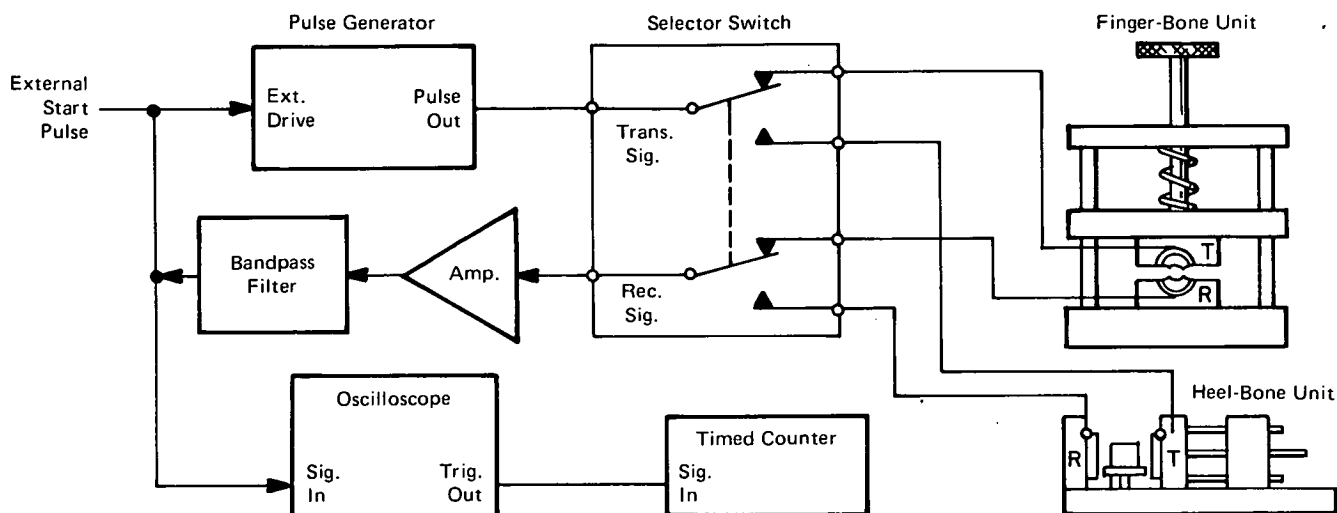 Pulse Generator
Selector Switch
Finger-Bone Unit
External
Start
Pulse
Ext.
Drive
Pulse
Out
Trans.
Sig.
Bandpass
Filter
Amp.
Rec.
Sig.
T
R
Oscilloscope
Sig.
In
Trig.
Out
Timed Counter
Sig.
In
Heel-Bone Unit
R
T